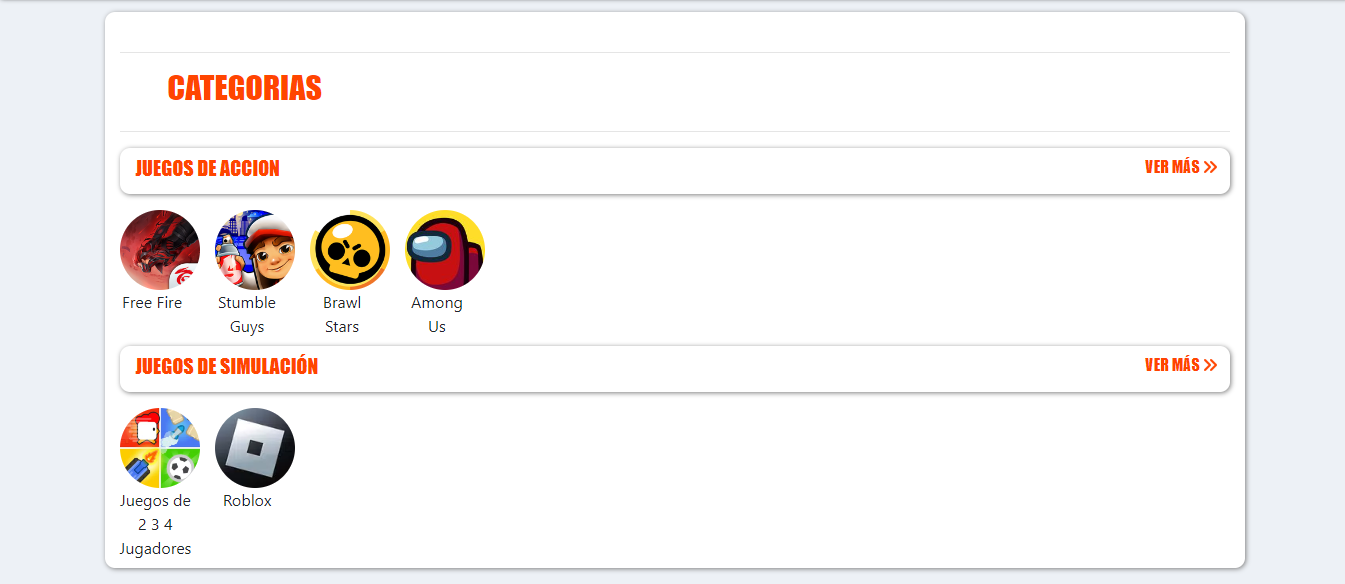 CATEGORIAS
JUEGOS DE ACCION VER MÁS
Free Fire Stumble Guys Brawl Stars Among Us
JUEGOS DE SIMULACIÓN VER MÁS
Juegos de 2 3 4 Jugadores Roblox